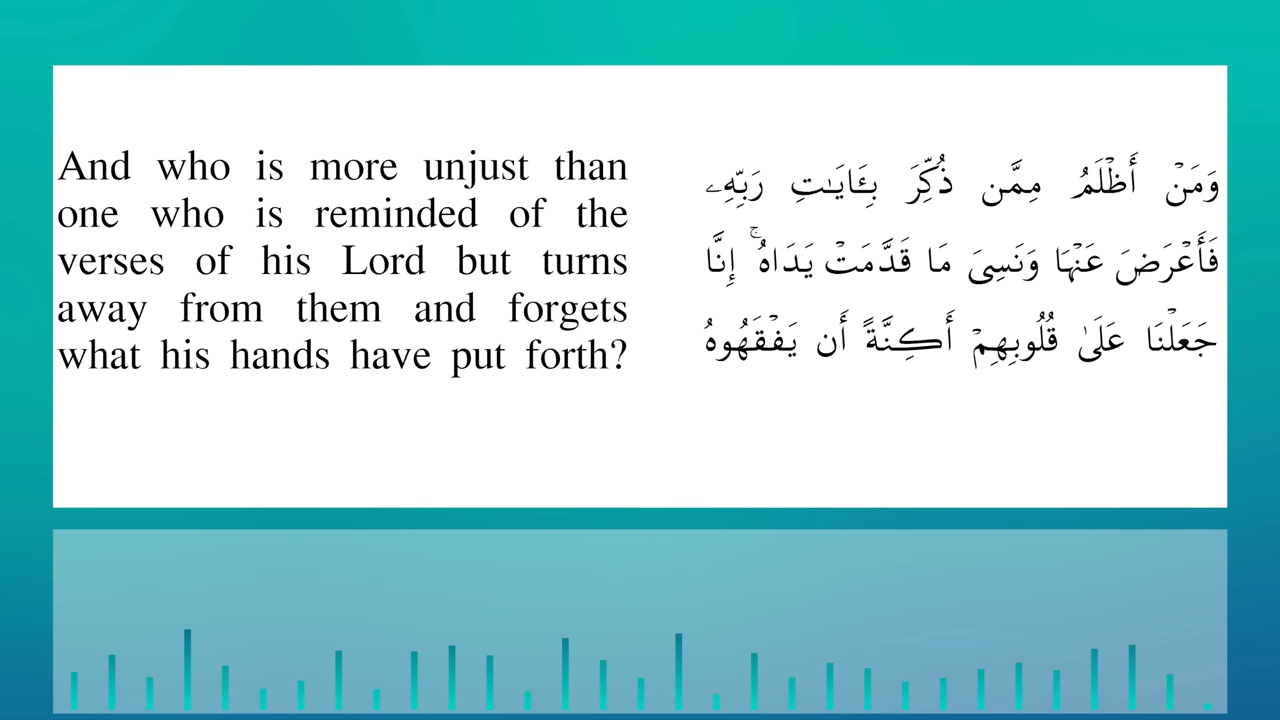 And who is more unjust than
one who is reminded of the
verses of his Lord but turns
away from them and forgets
what his hands have put forth?
وَمَنْ أَظْلَمُ مِمَّن ذُكِّرَ بِـَٔايَـٰتِ رَبِّهِۦ
فَأَعْرَضَ عَنْهَا وَنَسِىَ مَا قَدَّمَتْ يَدَاهُ ۚ إِنَّا
جَعَلْنَا عَلَىٰ قُلُوبِهِمْ أَكِنَّةً أَن يَفْقَهُوهُ